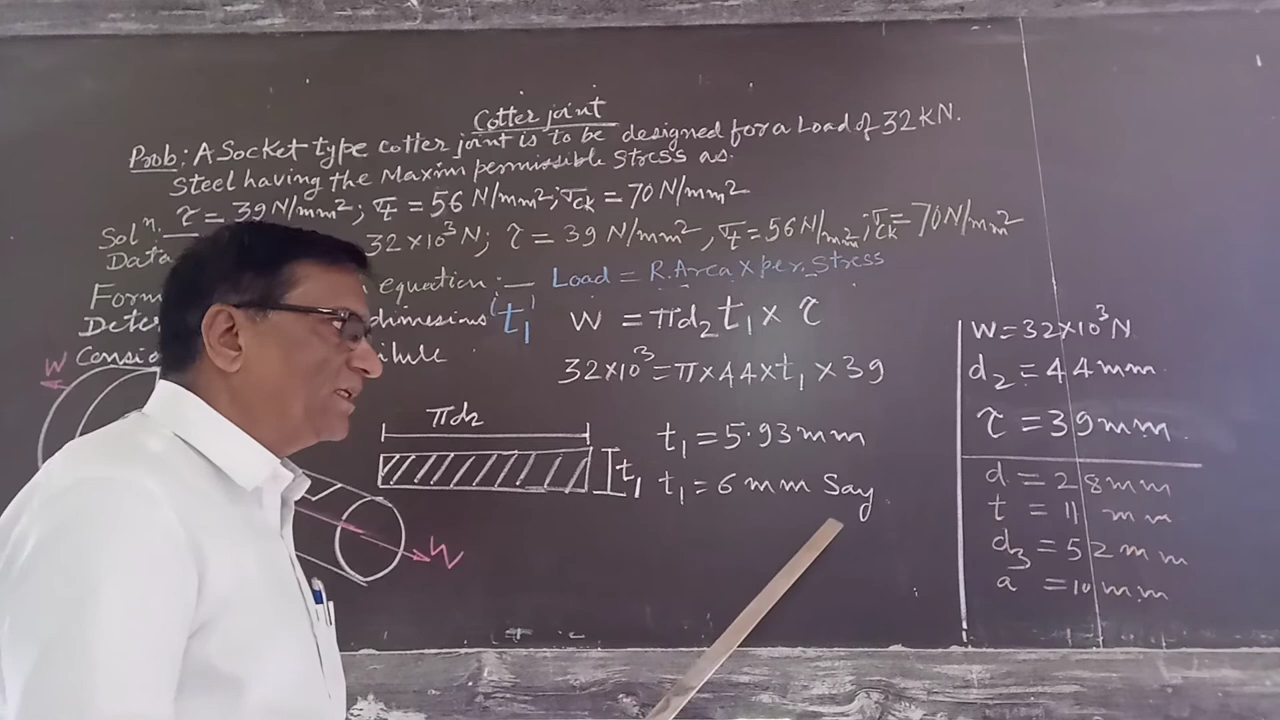 Cotter joint
Prob: A Socket type cotter joint is to be designed for a Load of 32 KN.
Steel having the Maxim permissible Stress as.
τ = 39 N/mm²; σt = 56 N/mm²; σck = 70 N/mm²
Solⁿ.
Data 32×10³ N; τ = 39 N/mm², σt = 56 N/mm²; σck = 70 N/mm²
Form equation:— Load = R.Area × per. Stress
Deter dimesions 't₁' W = πd₂ t₁ × τ
Consid ilure.
32×10³ = π×44×t₁×39
t₁ = 5.93 mm
t₁ = 6 mm Say
W
πd₂
t₁
W
W = 32×10³ N
d₂ = 44 mm.
τ = 39 mm.
d = 28 mm
t = 11 mm
d₃ = 52 mm
a = 10 mm